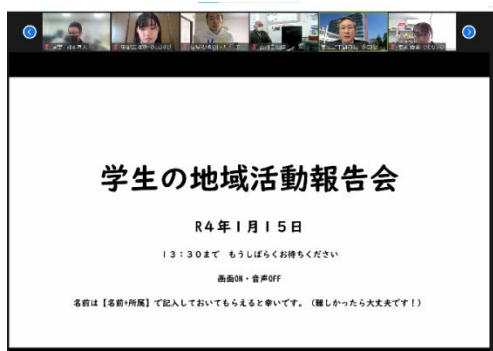 学生の地域活動報告会
R4年1月15日
13:30まで もうしばらくお待ちください
画面ON・音声OFF
名前は【名前+所属】で記入しておいてもらえると幸いです。(難しかったら大丈夫です！)